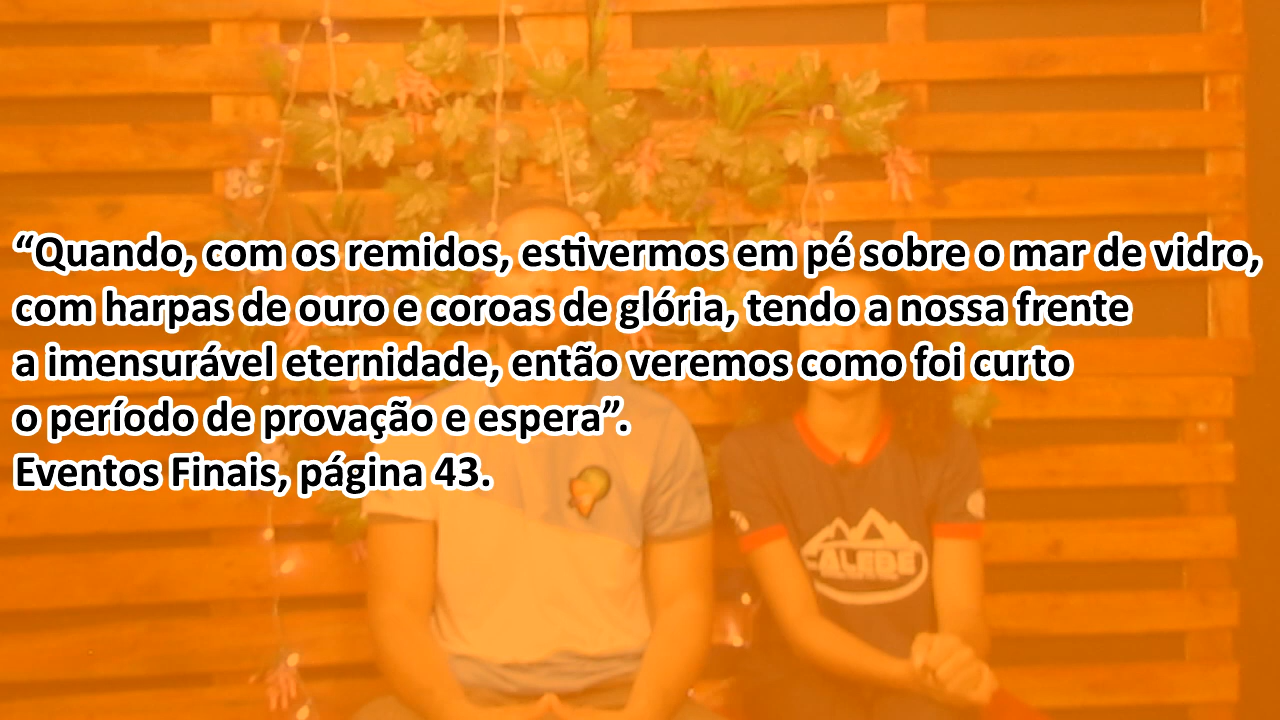 “Quando, com os remidos, estivermos em pé sobre o mar de vidro,
com harpas de ouro e coroas de glória, tendo a nossa frente
a imensurável eternidade, então veremos como foi curto
o período de provação e espera”.
Eventos Finais, página 43.